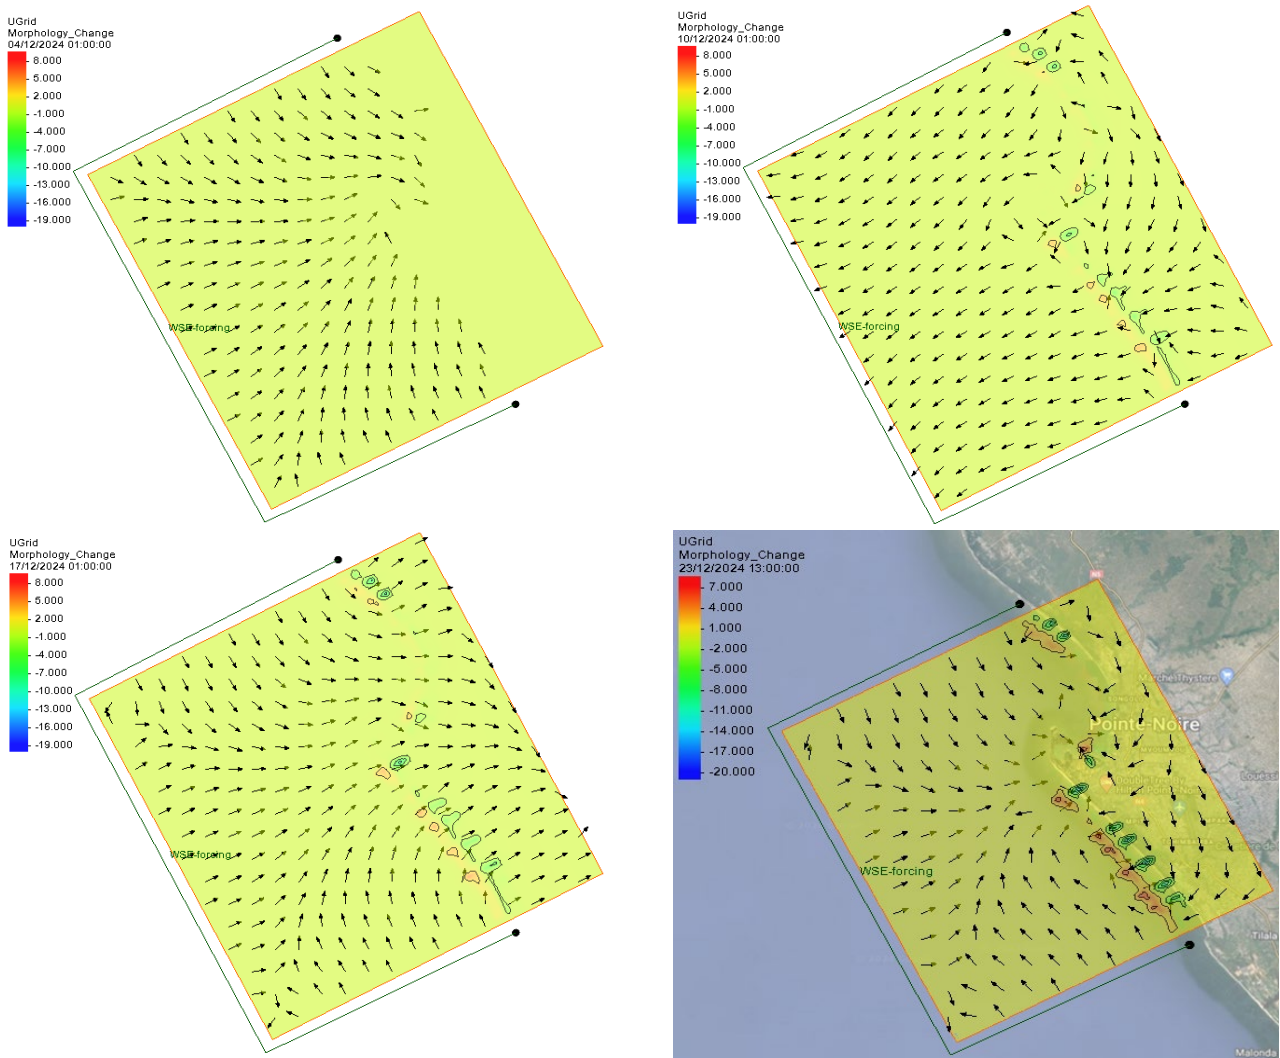 UGrid
Morphology_Change
04/12/2024 01:00:00
8.000
5.000
2.000
-1.000
-4.000
-7.000
-10.000
-13.000
-16.000
-19.000
WSE-forcing
UGrid
Morphology_Change
10/12/2024 01:00:00
8.000
5.000
2.000
-1.000
-4.000
-7.000
-10.000
-13.000
-16.000
-19.000
WSE-forcing
UGrid
Morphology_Change
17/12/2024 01:00:00
8.000
5.000
2.000
-1.000
-4.000
-7.000
-10.000
-13.000
-16.000
-19.000
WSE-forcing
UGrid
Morphology_Change
23/12/2024 13:00:00
7.000
4.000
1.000
-2.000
-5.000
-8.000
-11.000
-14.000
-17.000
-20.000
Pointe-Noire
WSE-forcing
Tilala
Malonda